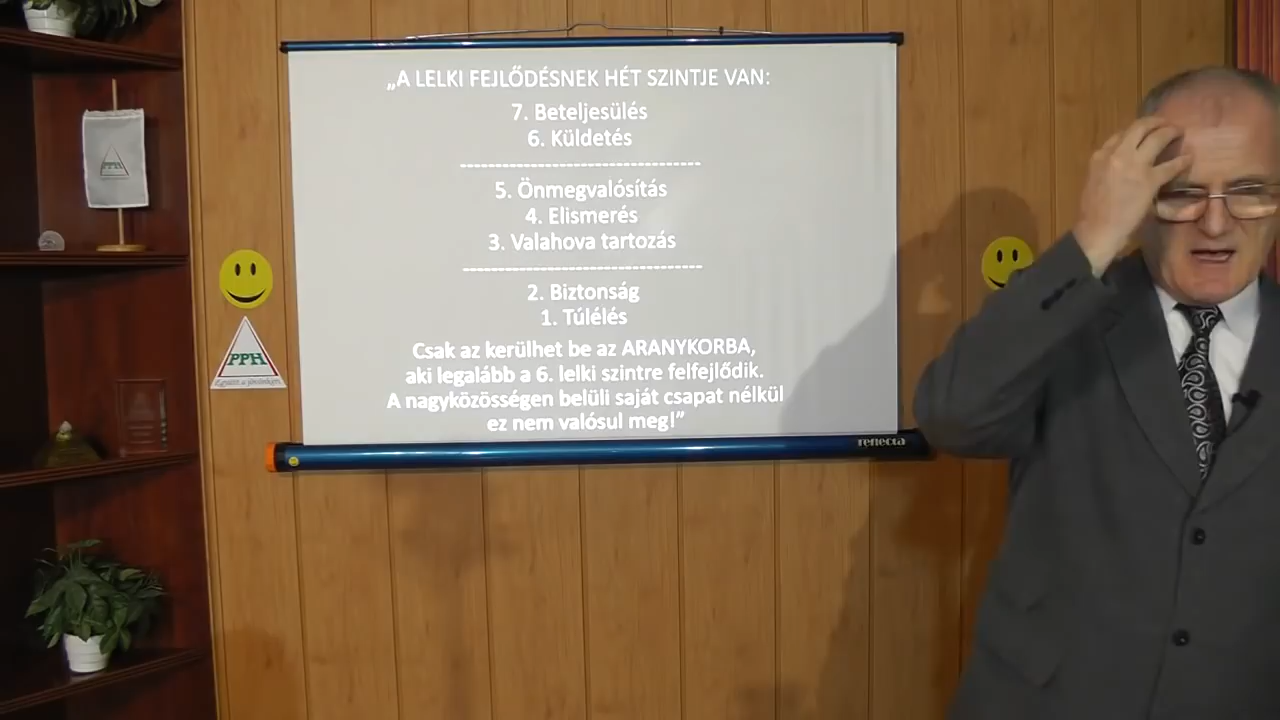 „A LELKI FEJLŐDÉSNEK HÉT SZINTJE VAN:
7. Beteljesülés
6. Küldetés
------------------------------
5. Önmegvalósítás
4. Elismerés
3. Valahova tartozás
------------------------------
2. Biztonság
1. Túlélés
Csak az kerülhet be az ARANYKORBA,
aki legalább a 6. lelki szintre felfejlődik.
A nagyközösségen belüli saját csapat nélkül
ez nem valósul meg!”
reflecta
PPH
Együtt a jövőnkért
PPH